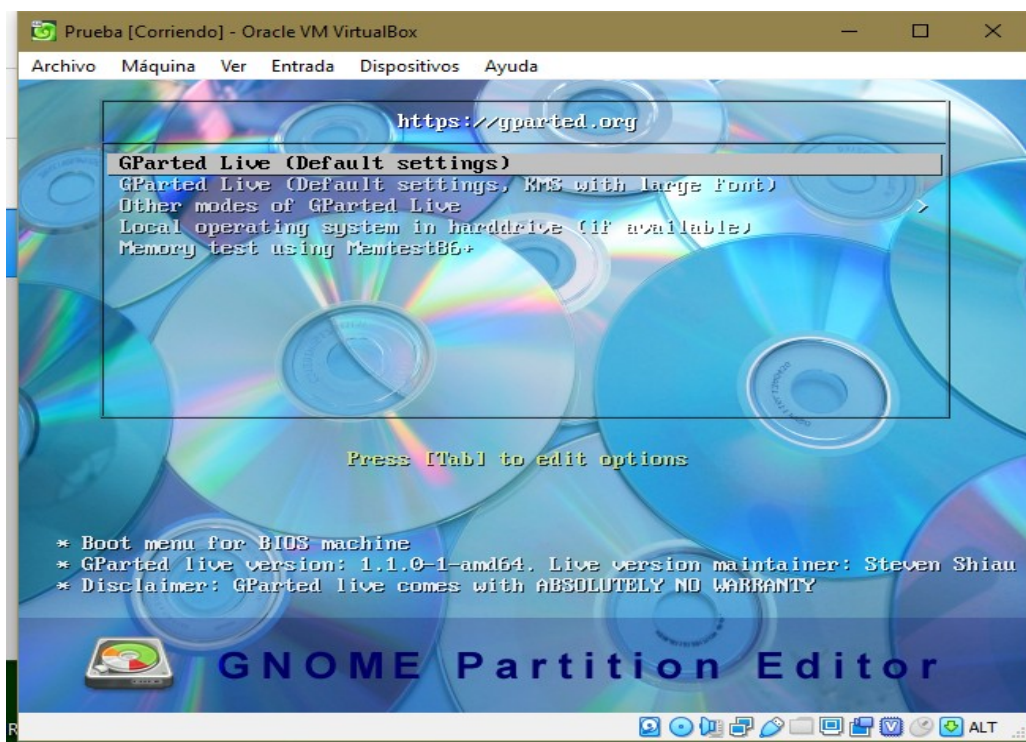 Prueba [Corriendo] - Oracle VM VirtualBox
Archivo Máquina Ver Entrada Dispositivos Ayuda
https://gparted.org
GParted Live (Default settings)
GParted Live (Default settings, KMS with large font)
Other modes of GParted Live >
Local operating system in harddrive (if available)
Memory test using Memtest86+
Press [Tab] to edit options
* Boot menu for BIOS machine
* GParted live version: 1.1.0-1-amd64. Live version maintainer: Steven Shiau
* Disclaimer: GParted live comes with ABSOLUTELY NO WARRANTY
GNOME Partition Editor
R
ALT